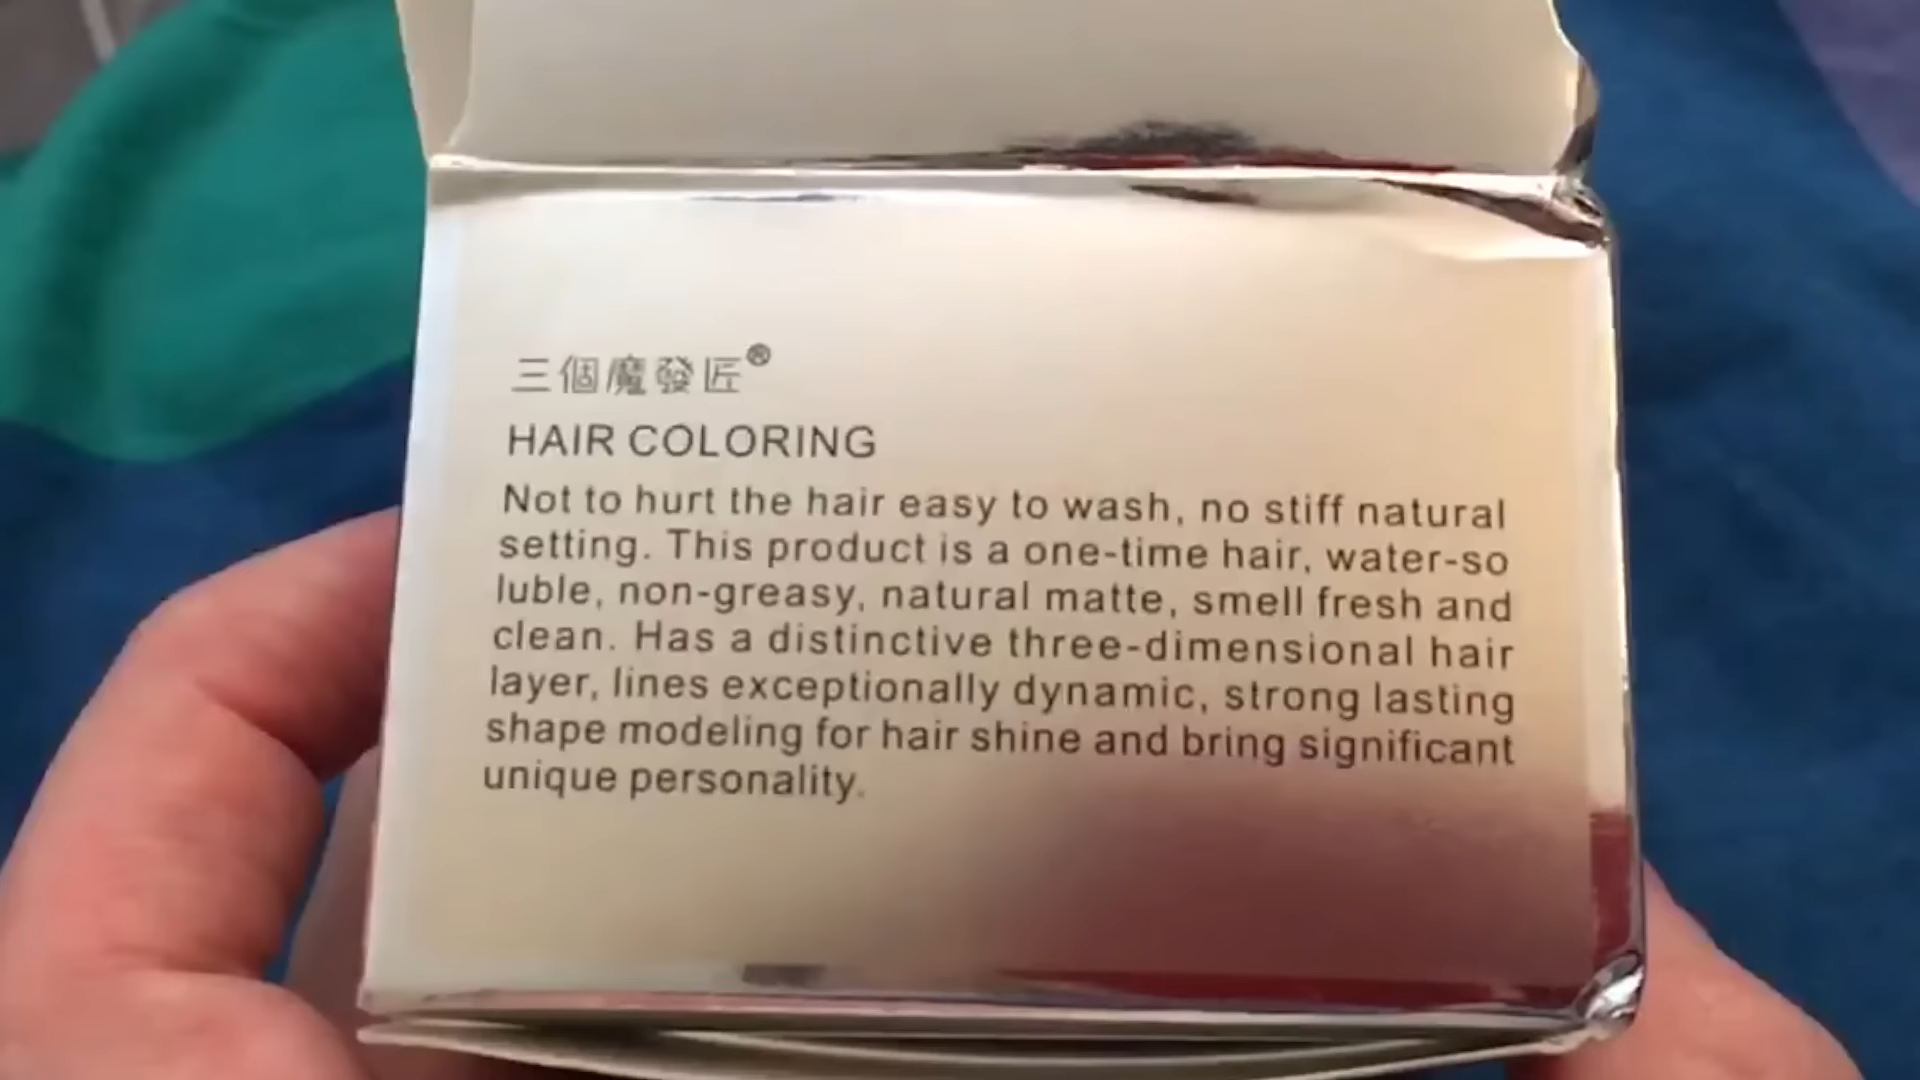 三個魔發匠®
HAIR COLORING
Not to hurt the hair easy to wash, no stiff natural
setting. This product is a one-time hair, water-so
luble, non-greasy, natural matte, smell fresh and
clean. Has a distinctive three-dimensional hair
layer, lines exceptionally dynamic, strong lasting
shape modeling for hair shine and bring significant
unique personality.